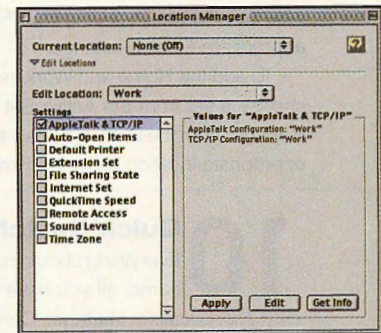 Location Manager
Current Location: None (Off)
Edit Locations
Edit Location: Work
Settings
AppleTalk & TCP/IP
Auto-Open Items
Default Printer
Extension Set
File Sharing State
Internet Set
QuickTime Speed
Remote Access
Sound Level
Time Zone
Values for "AppleTalk & TCP/IP"
AppleTalk Configuration: "Work"
TCP/IP Configuration: "Work"
Apply
Edit
Get Info